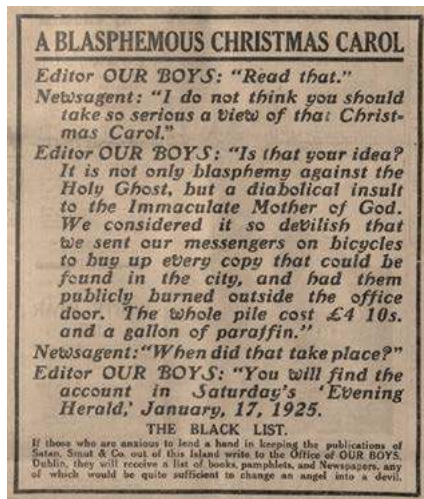 A BLASPHEMOUS CHRISTMAS CAROL
Editor OUR BOYS: "Read that."
Newsagent: "I do not think you should
take so serious a view of that Christ-
mas Carol."
Editor OUR BOYS: "Is that your idea?
It is not only blasphemy against the
Holy Ghost, but a diabolical insult
to the Immaculate Mother of God.
We considered it so devilish that
we sent our messengers on bicycles
to buy up every copy that could be
found in the city, and had them
publicly burned outside the office
door. The whole pile cost £4 10s.
and a gallon of paraffin."
Newsagent: "When did that take place?"
Editor OUR BOYS: "You will find the
account in Saturday's 'Evening
Herald,' January, 17, 1925.
THE BLACK LIST.
If those who are anxious to lend a hand in keeping the publications of
Satan, Smut & Co. out of this Island write to the Office of OUR BOYS,
Dublin, they will receive a list of books, pamphlets, and Newspapers, any
of which would be quite sufficient to change an angel into a devil.